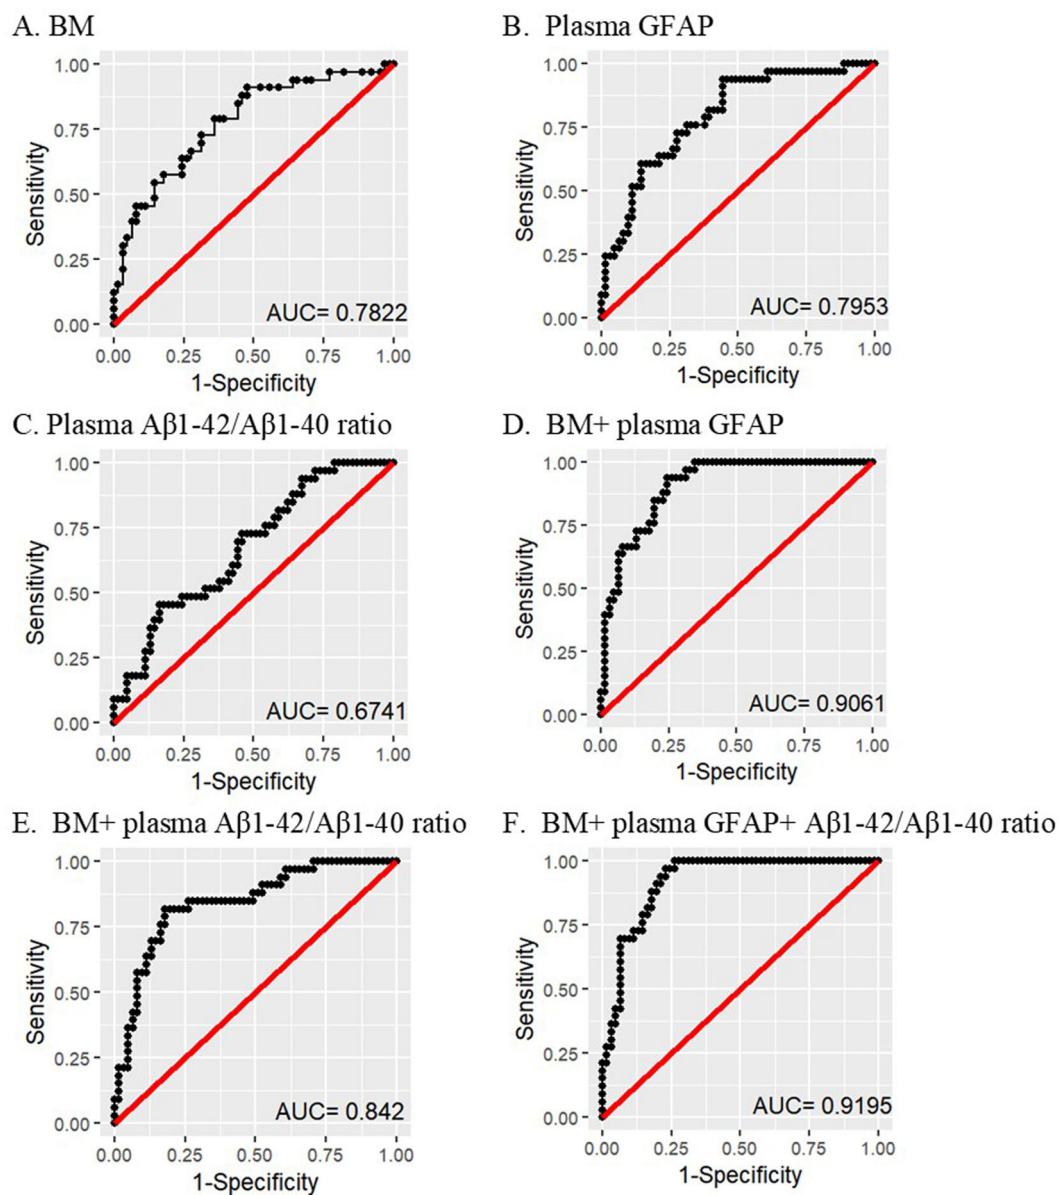 A. BM
1.00
0.75
0.50
0.25
0.00
Sensitivity
AUC= 0.7822
0.00 0.25 0.50 0.75 1.00
1-Specificity
B. Plasma GFAP
1.00
0.75
0.50
0.25
0.00
Sensitivity
AUC= 0.7953
0.00 0.25 0.50 0.75 1.00
1-Specificity
C. Plasma Aβ1-42/Aβ1-40 ratio
1.00
0.75
0.50
0.25
0.00
Sensitivity
AUC= 0.6741
0.00 0.25 0.50 0.75 1.00
1-Specificity
D. BM+ plasma GFAP
1.00
0.75
0.50
0.25
0.00
Sensitivity
AUC= 0.9061
0.00 0.25 0.50 0.75 1.00
1-Specificity
E. BM+ plasma Aβ1-42/Aβ1-40 ratio
1.00
0.75
0.50
0.25
0.00
Sensitivity
AUC= 0.842
0.00 0.25 0.50 0.75 1.00
1-Specificity
F. BM+ plasma GFAP+ Aβ1-42/Aβ1-40 ratio
1.00
0.75
0.50
0.25
0.00
Sensitivity
AUC= 0.9195
0.00 0.25 0.50 0.75 1.00
1-Specificity